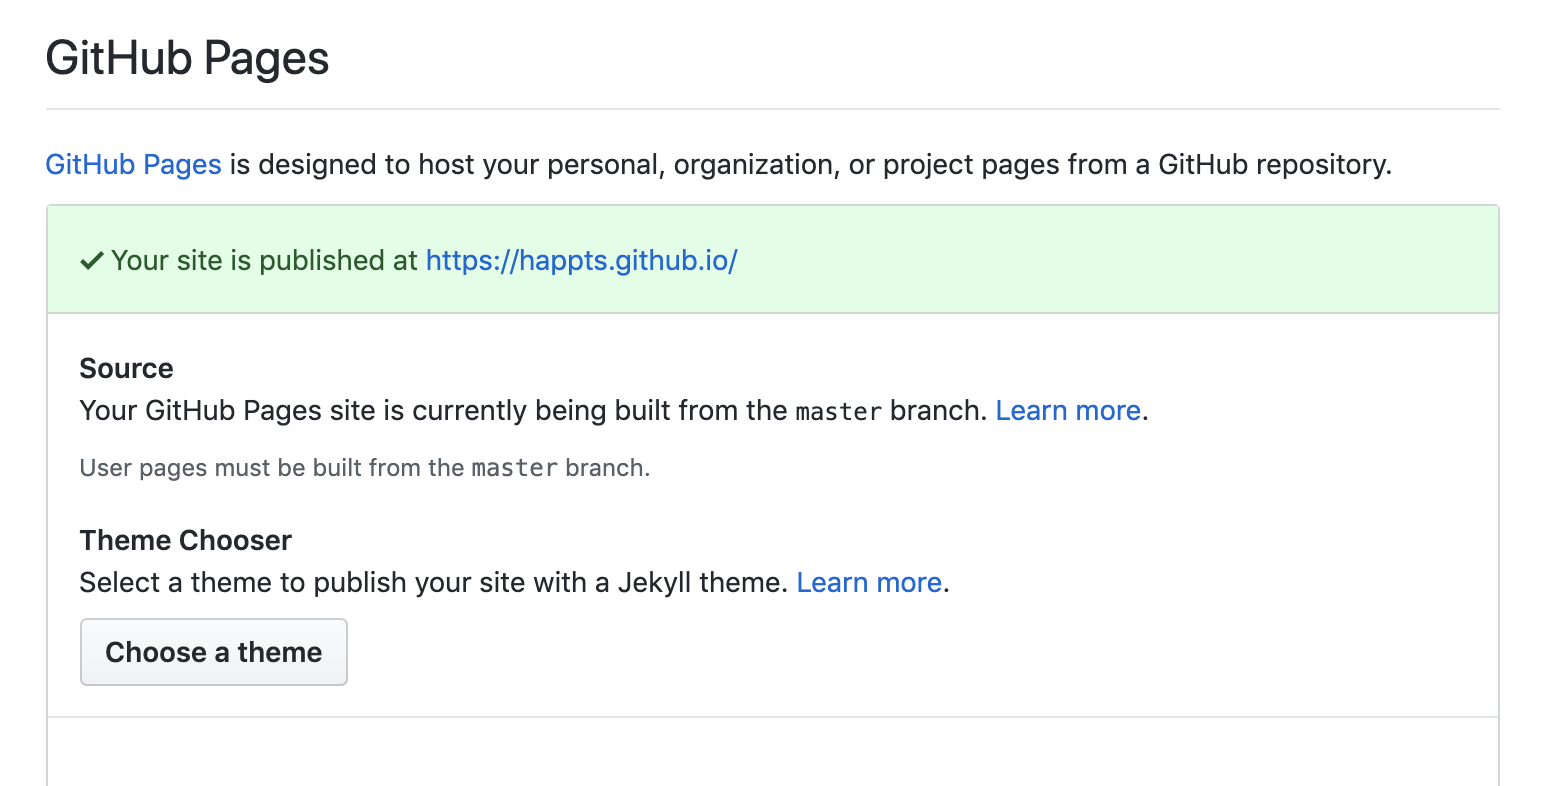 GitHub Pages
GitHub Pages is designed to host your personal, organization, or project pages from a GitHub repository.
Your site is published at https://happts.github.io/
Source
Your GitHub Pages site is currently being built from the master branch. Learn more.
User pages must be built from the master branch.
Theme Chooser
Select a theme to publish your site with a Jekyll theme. Learn more.
Choose a theme